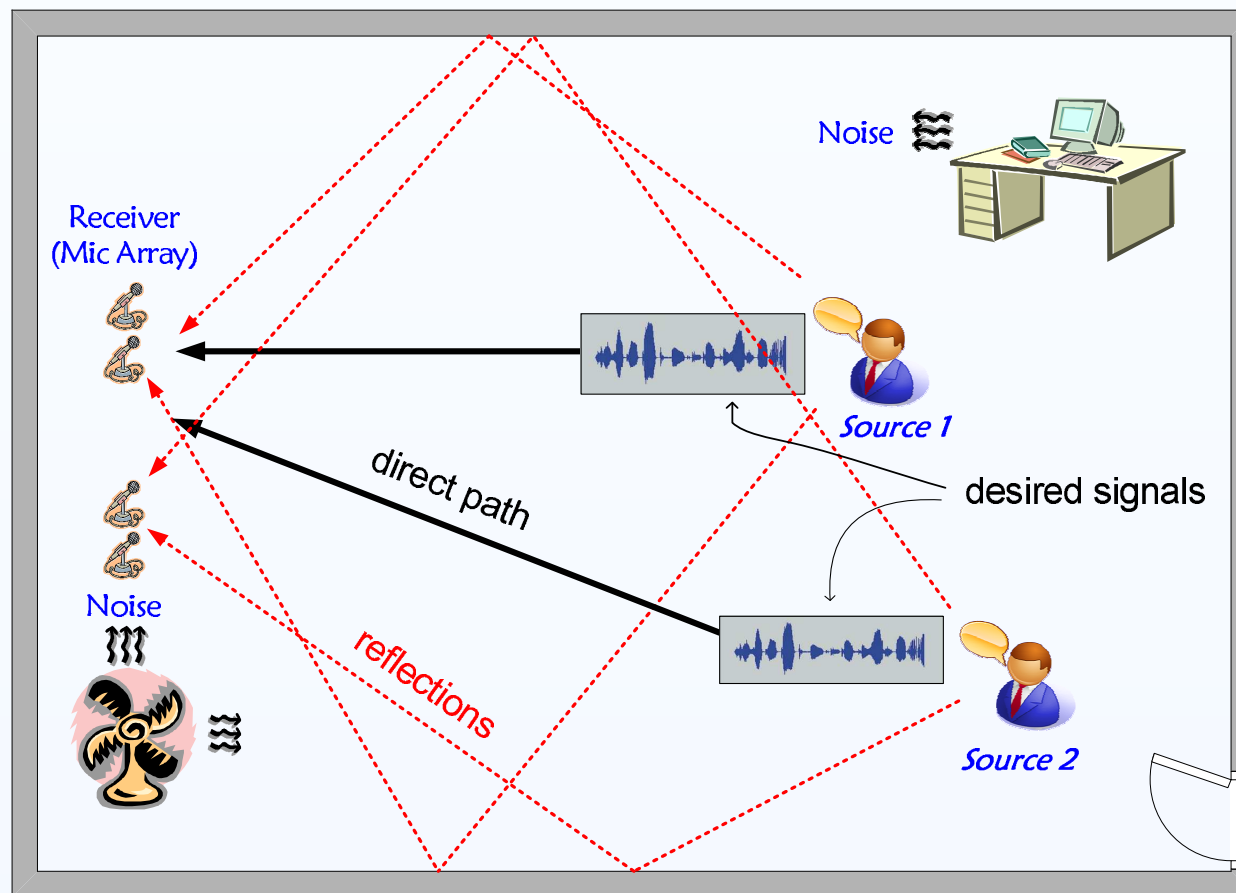 Noise
Receiver
(Mic Array)
Source 1
direct path
desired signals
Noise
reflections
Source 2